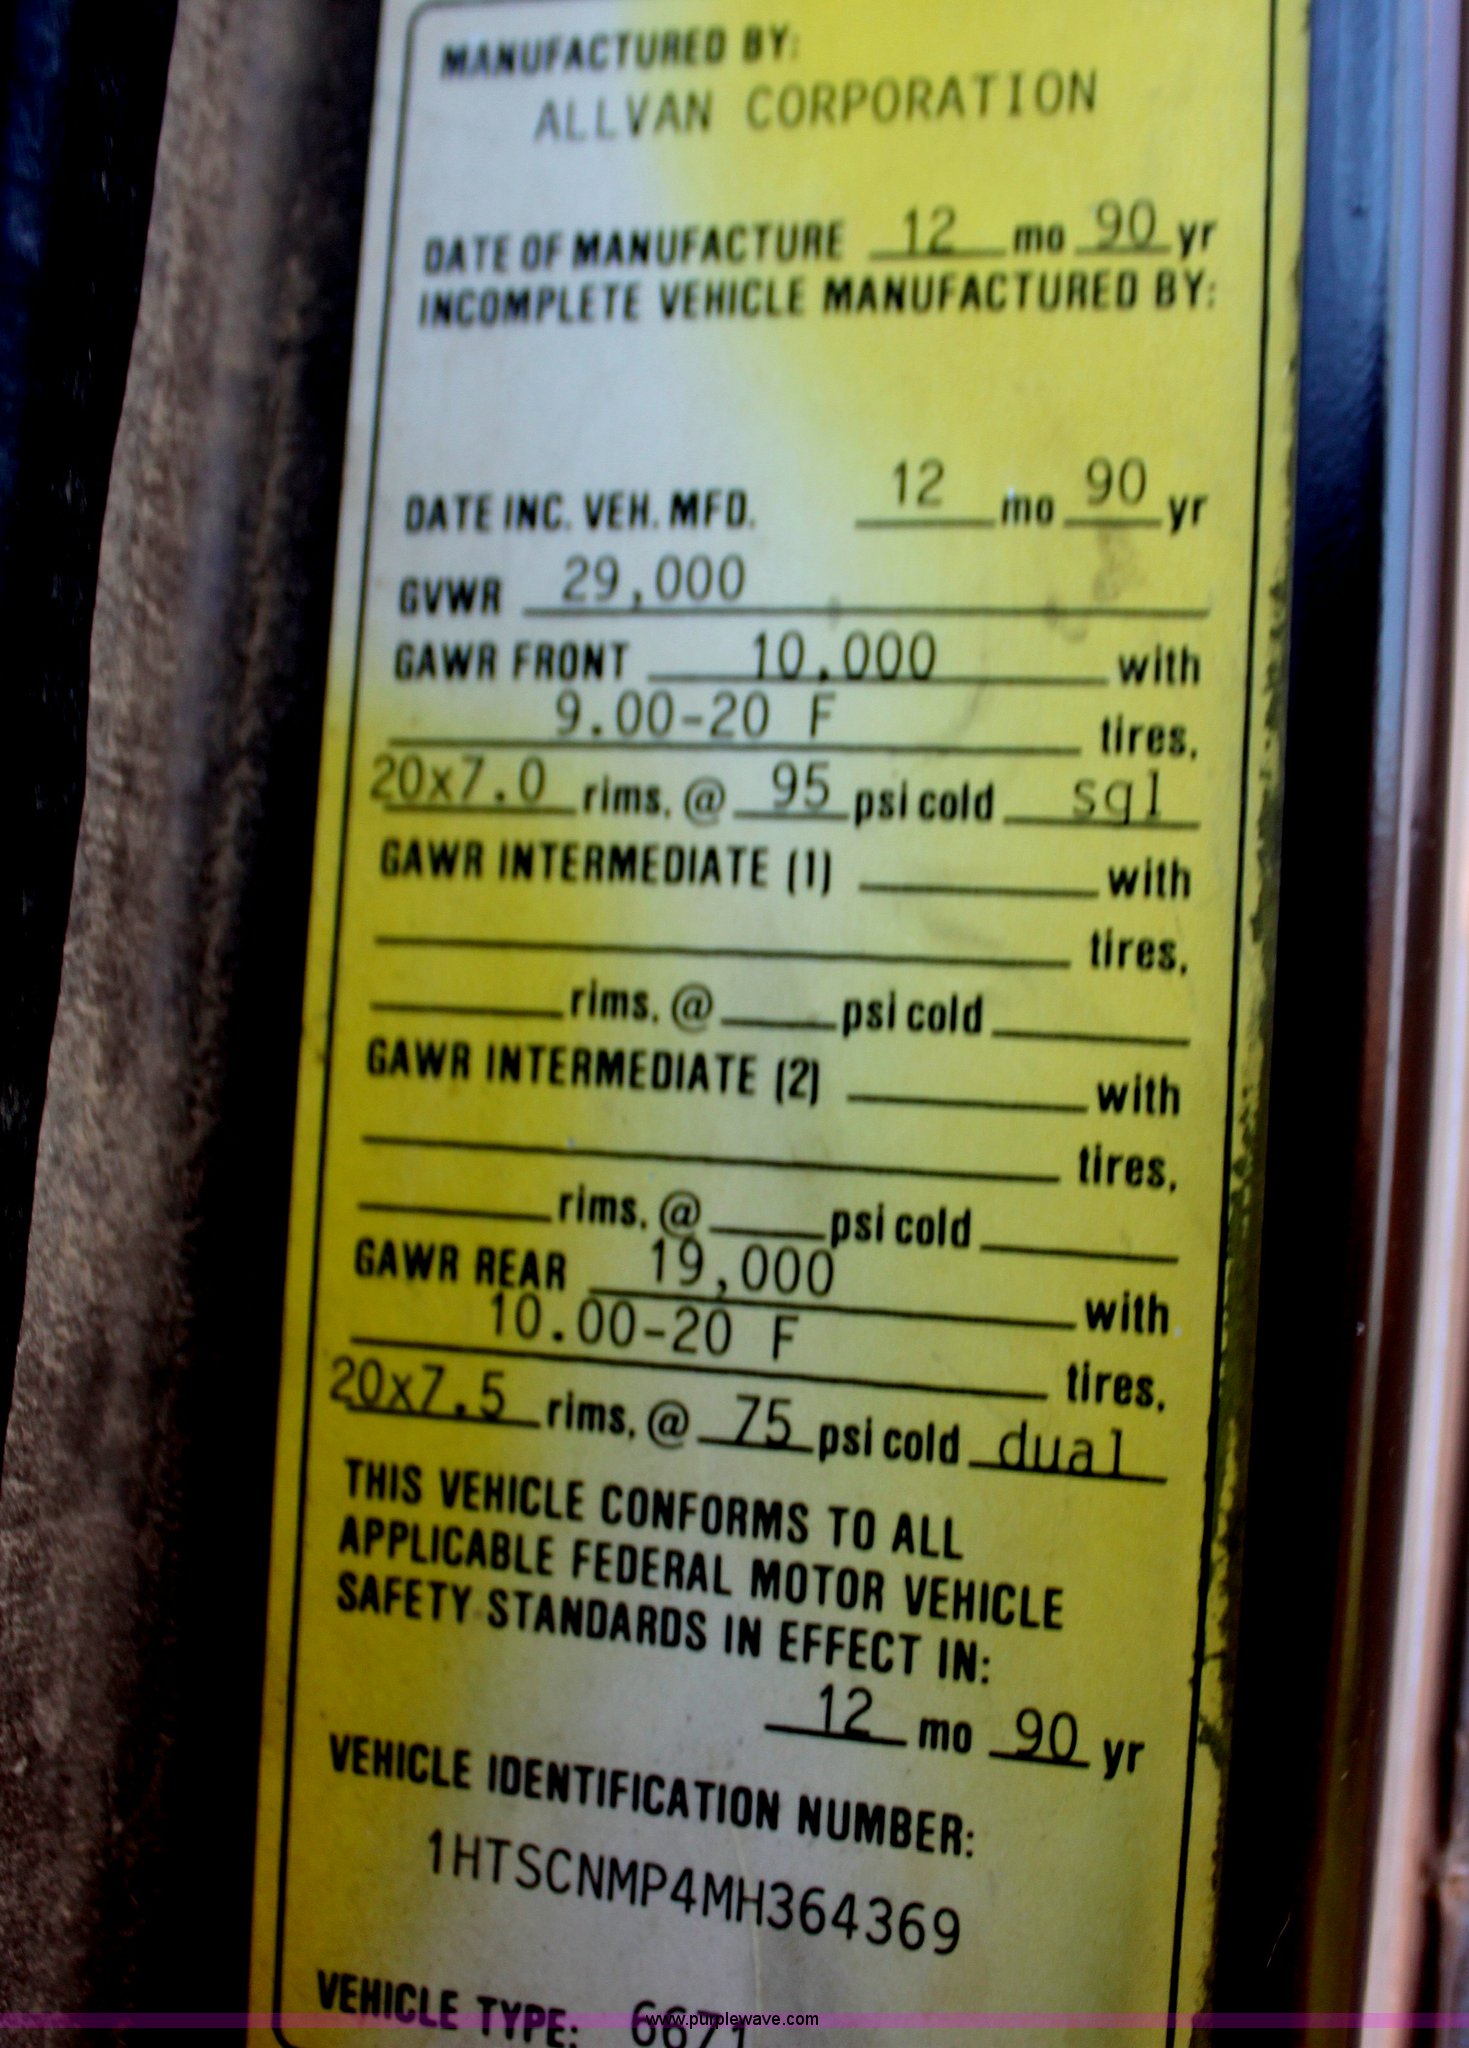 MANUFACTURED BY:
ALLVAN CORPORATION
DATE OF MANUFACTURE 12 mo 90 yr
INCOMPLETE VEHICLE MANUFACTURED BY:
DATE INC. VEH. MFD. 12 mo 90 yr
GVWR 29,000
GAWR FRONT 10,000 with
9.00-20 F tires,
20x7.0 rims, @ 95 psi cold sgl
GAWR INTERMEDIATE (1) with
tires,
rims, @ psi cold
GAWR INTERMEDIATE (2) with
tires,
rims, @ psi cold
GAWR REAR 19,000 with
10.00-20 F tires,
20x7.5 rims, @ 75 psi cold dual
THIS VEHICLE CONFORMS TO ALL
APPLICABLE FEDERAL MOTOR VEHICLE
SAFETY STANDARDS IN EFFECT IN:
12 mo 90 yr
VEHICLE IDENTIFICATION NUMBER:
1HTSCNMP4MH364369
VEHICLE TYPE: 6671
www.purplewave.com